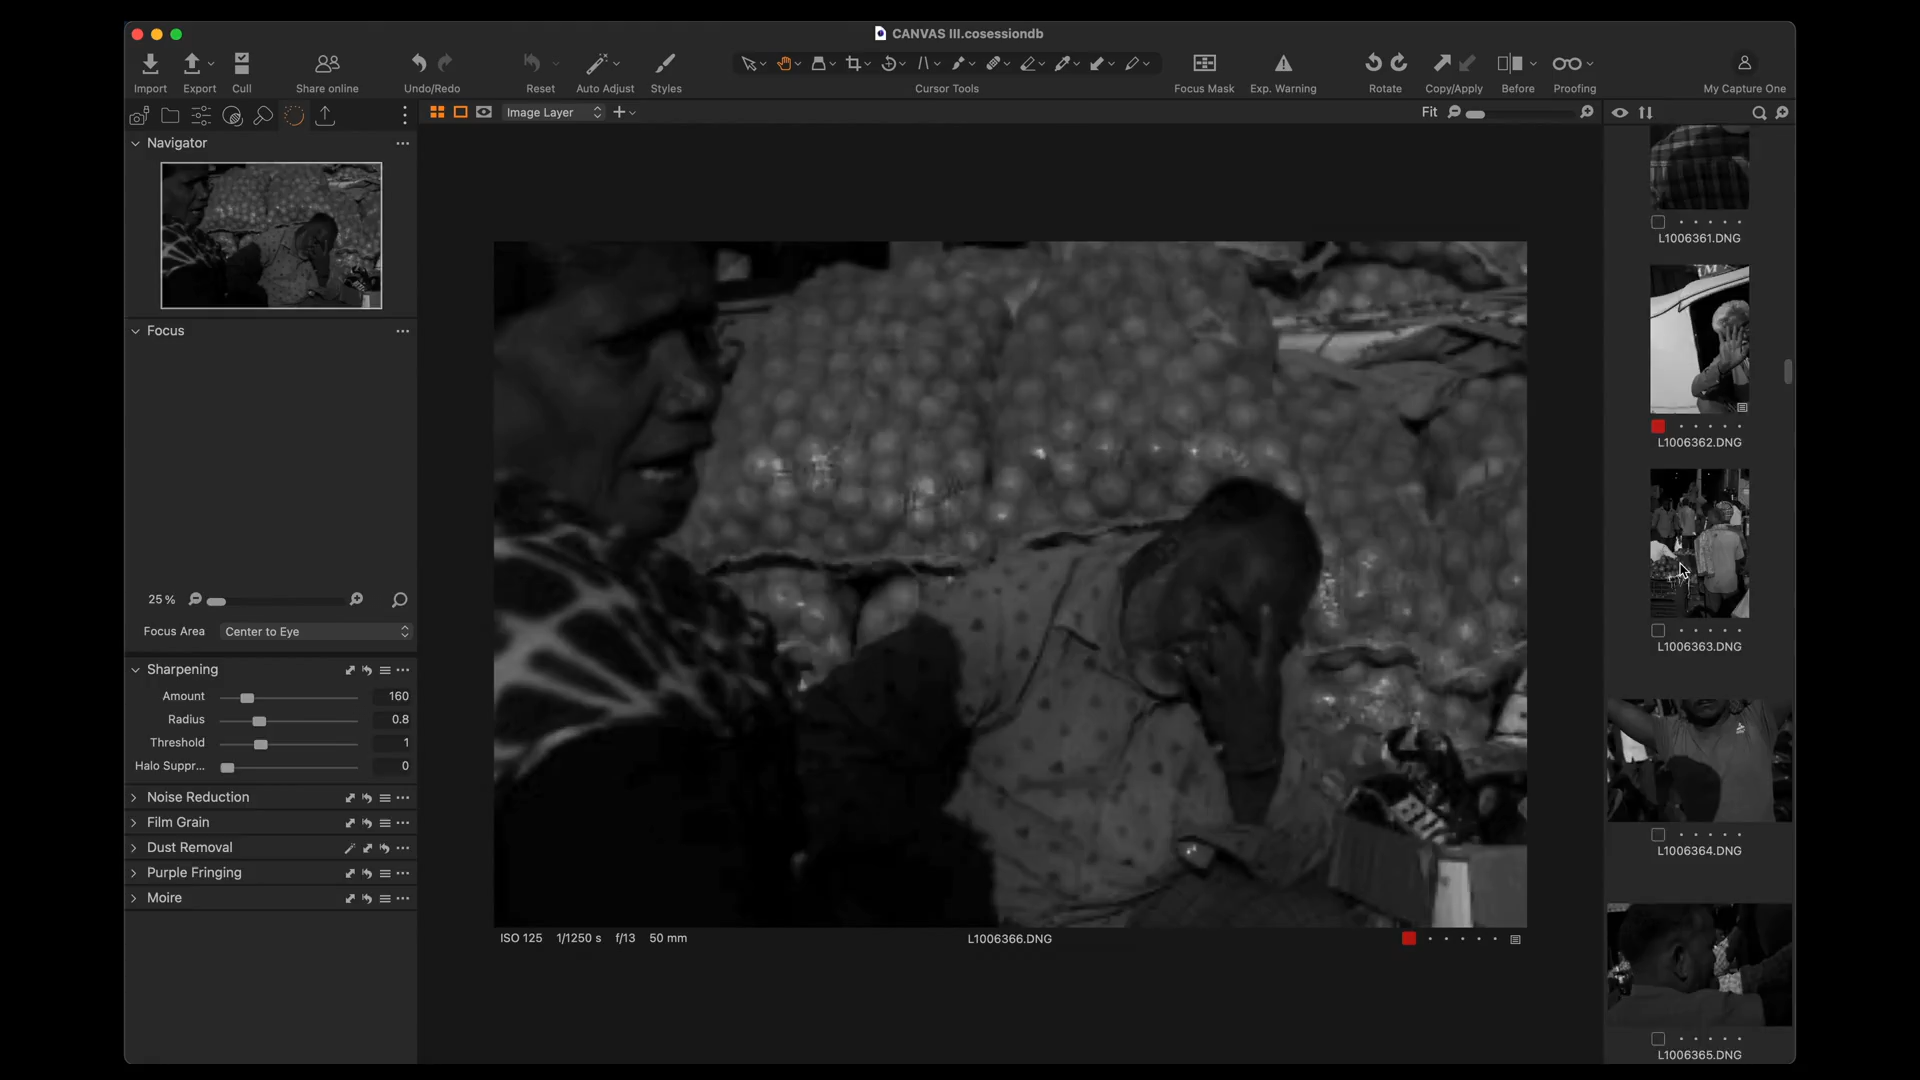 CANVAS III.cosessiondb
Import
Export
Cull
Share online
Undo/Redo
Reset
Auto Adjust
Styles
Cursor Tools
Focus Mask
Exp. Warning
Rotate
Copy/Apply
Before
Proofing
My Capture One
Image Layer
Fit
Navigator
Focus
25 %
Focus Area
Center to Eye
Sharpening
Amount 160
Radius 0.8
Threshold 1
Halo Suppr... 0
Noise Reduction
Film Grain
Dust Removal
Purple Fringing
Moire
ISO 125 1/1250 s f/13 50 mm
L1006366.DNG
L1006361.DNG
L1006362.DNG
L1006363.DNG
L1006364.DNG
L1006365.DNG